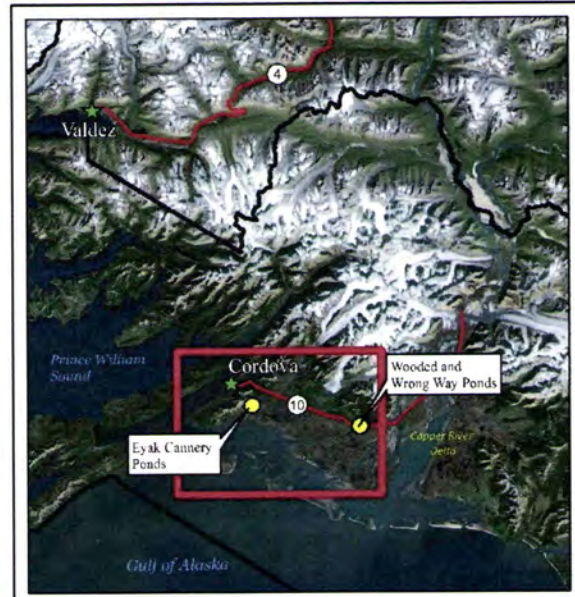 4
Valdez
Prince William
Sound
Cordova
Wooded and
Wrong Way Ponds
10
Eyak Cannery
Ponds
Copper River
Delta
Gulf of Alaska